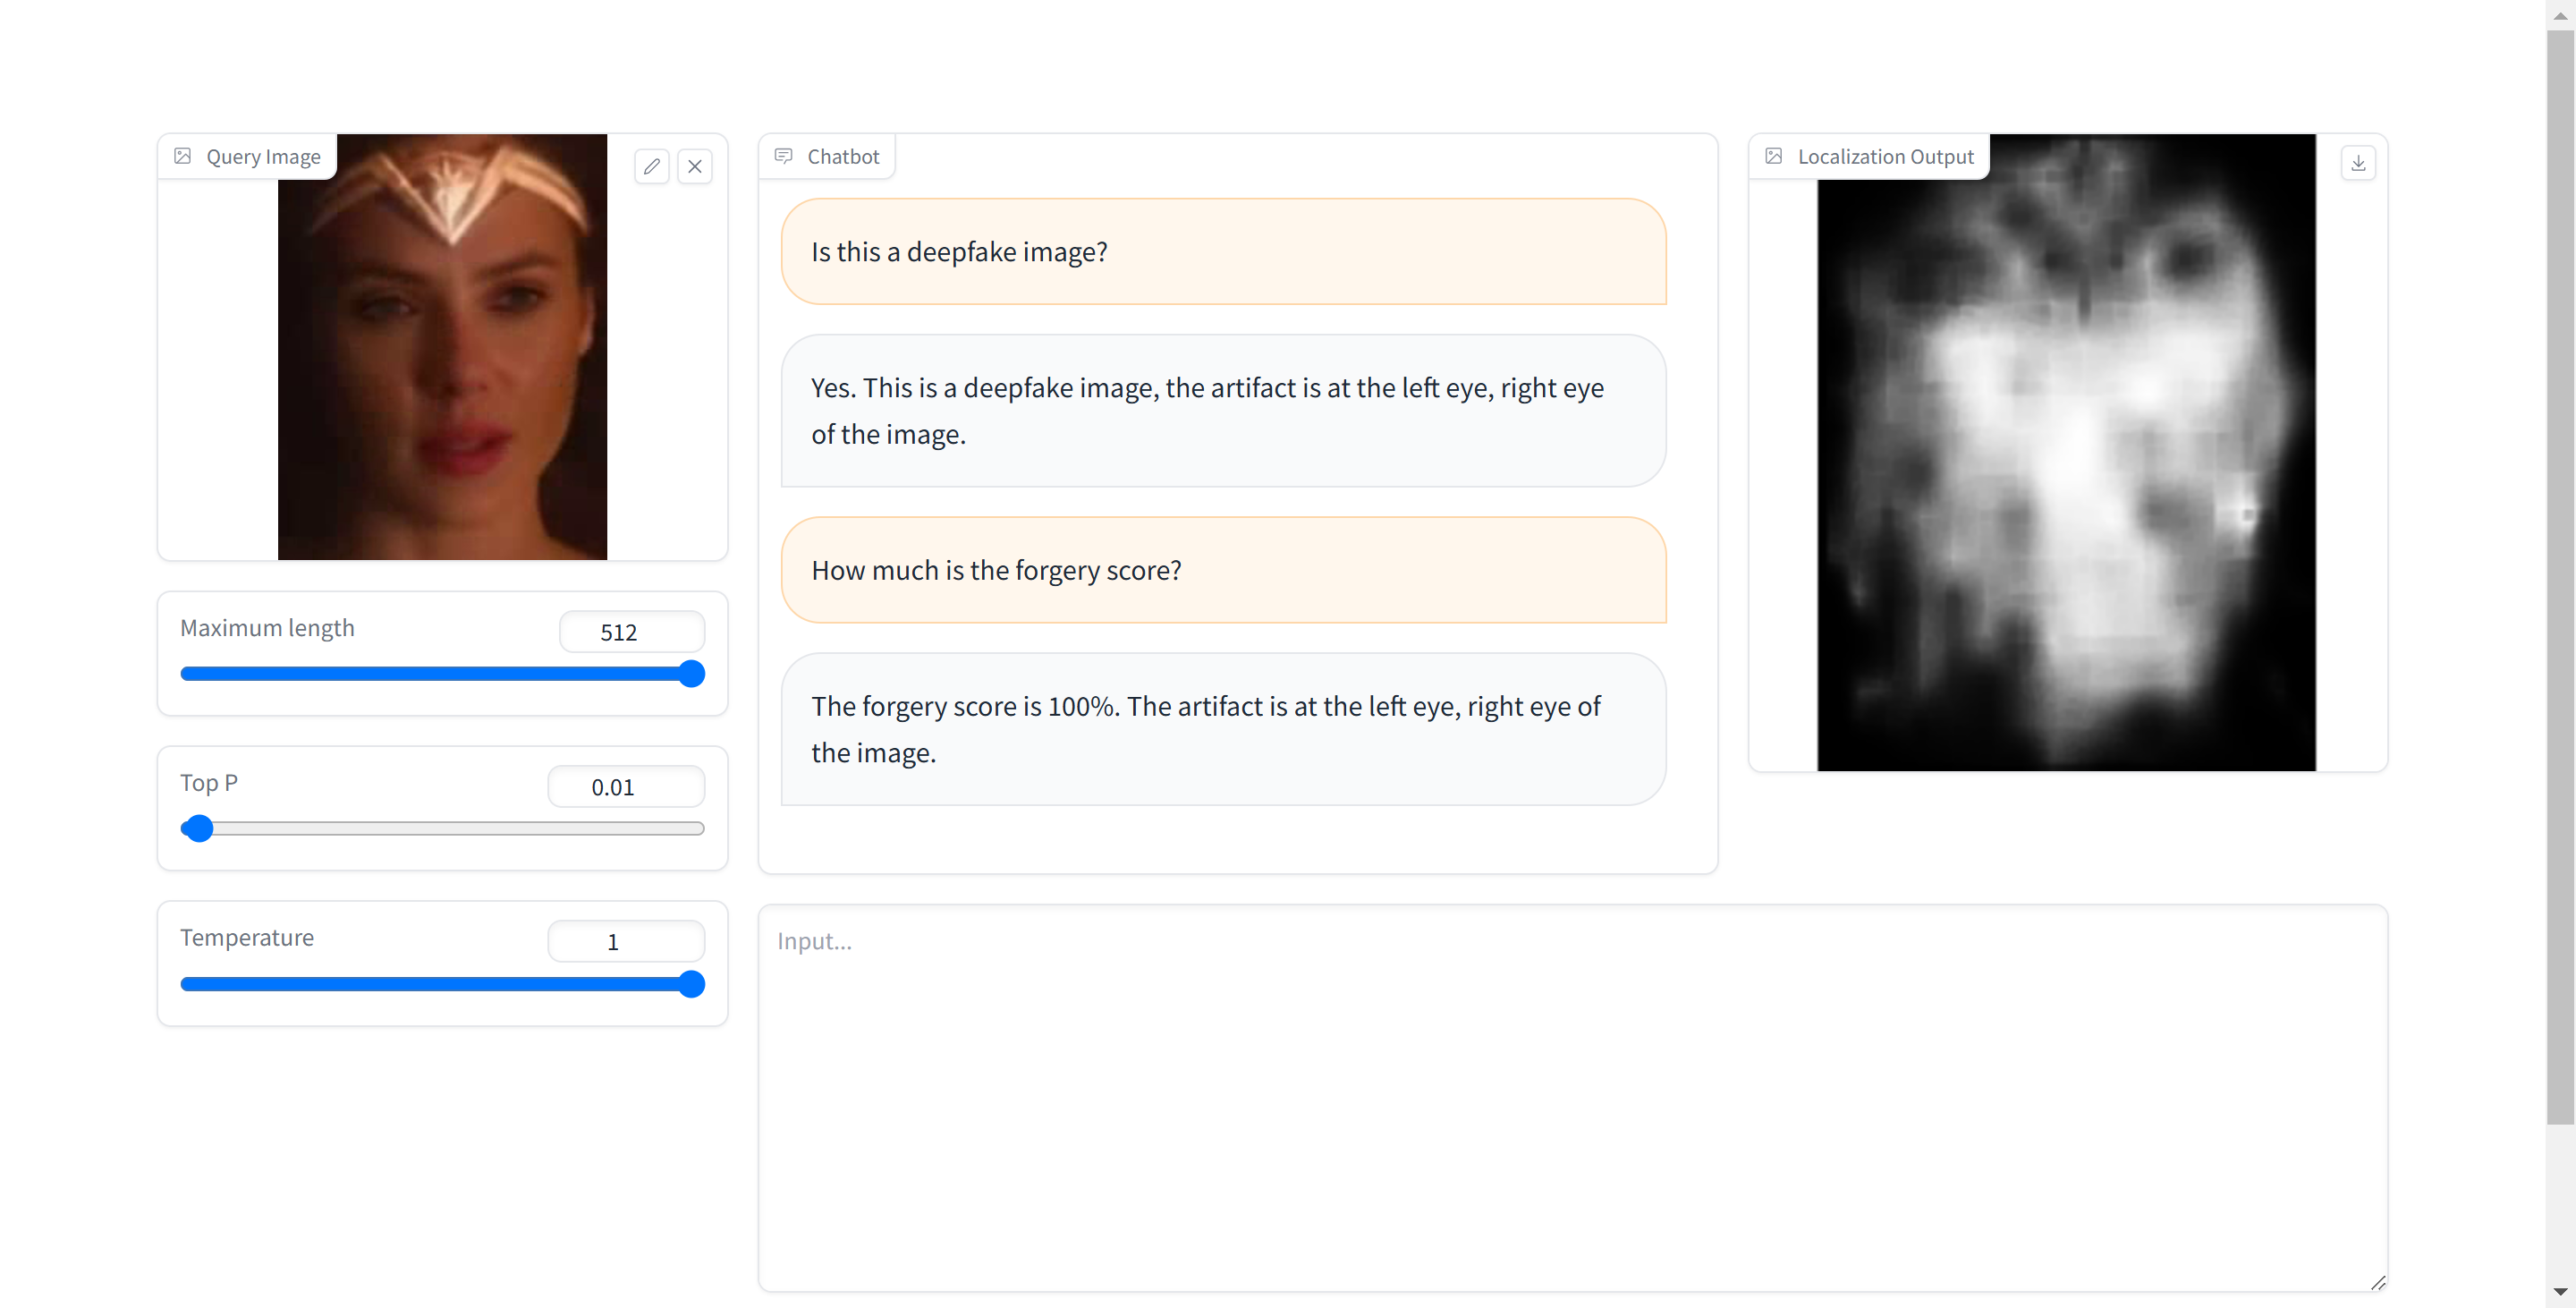 Query Image
Maximum length
512
Top P
0.01
Temperature
1
Chatbot
Is this a deepfake image?
Yes. This is a deepfake image, the artifact is at the left eye, right eye
of the image.
How much is the forgery score?
The forgery score is 100%. The artifact is at the left eye, right eye of
the image.
Localization Output
Input...